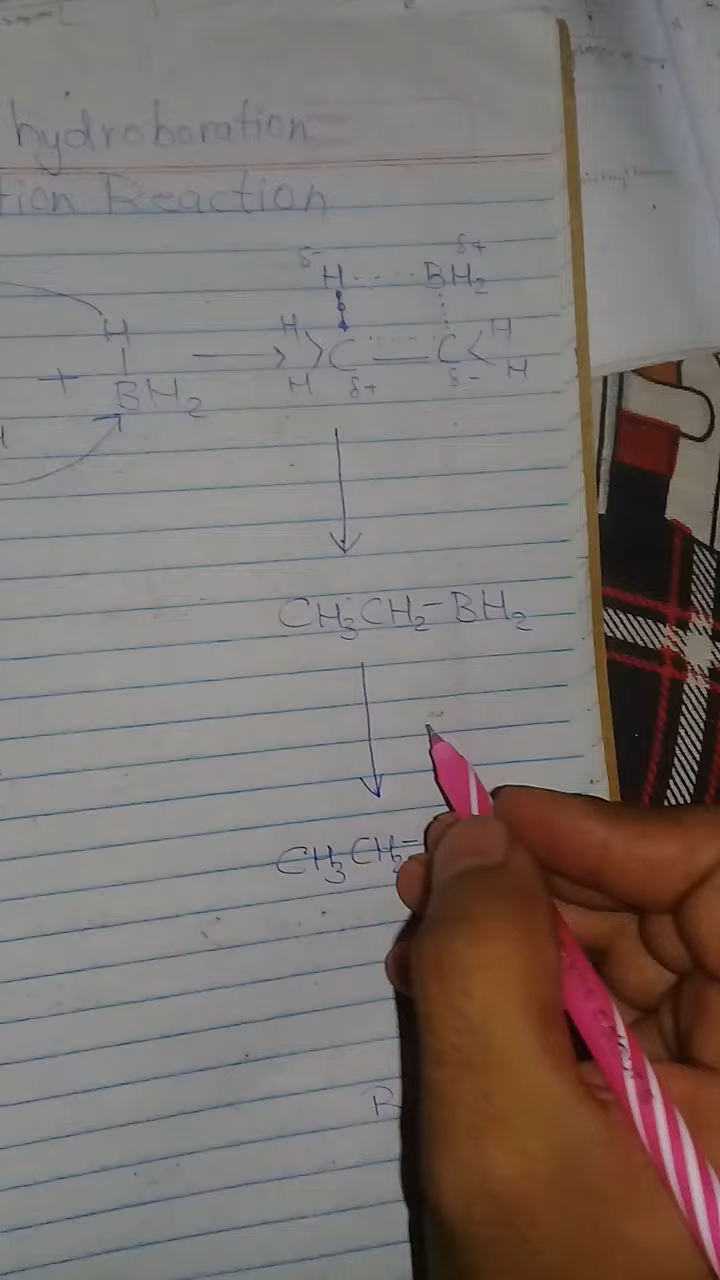 hydroboration
tion Reaction
δ- δ+
H ---- BH2
H H H
+ BH2 → H >C = C< H
δ+ δ-
CH3CH2-BH2
CH3CH2-